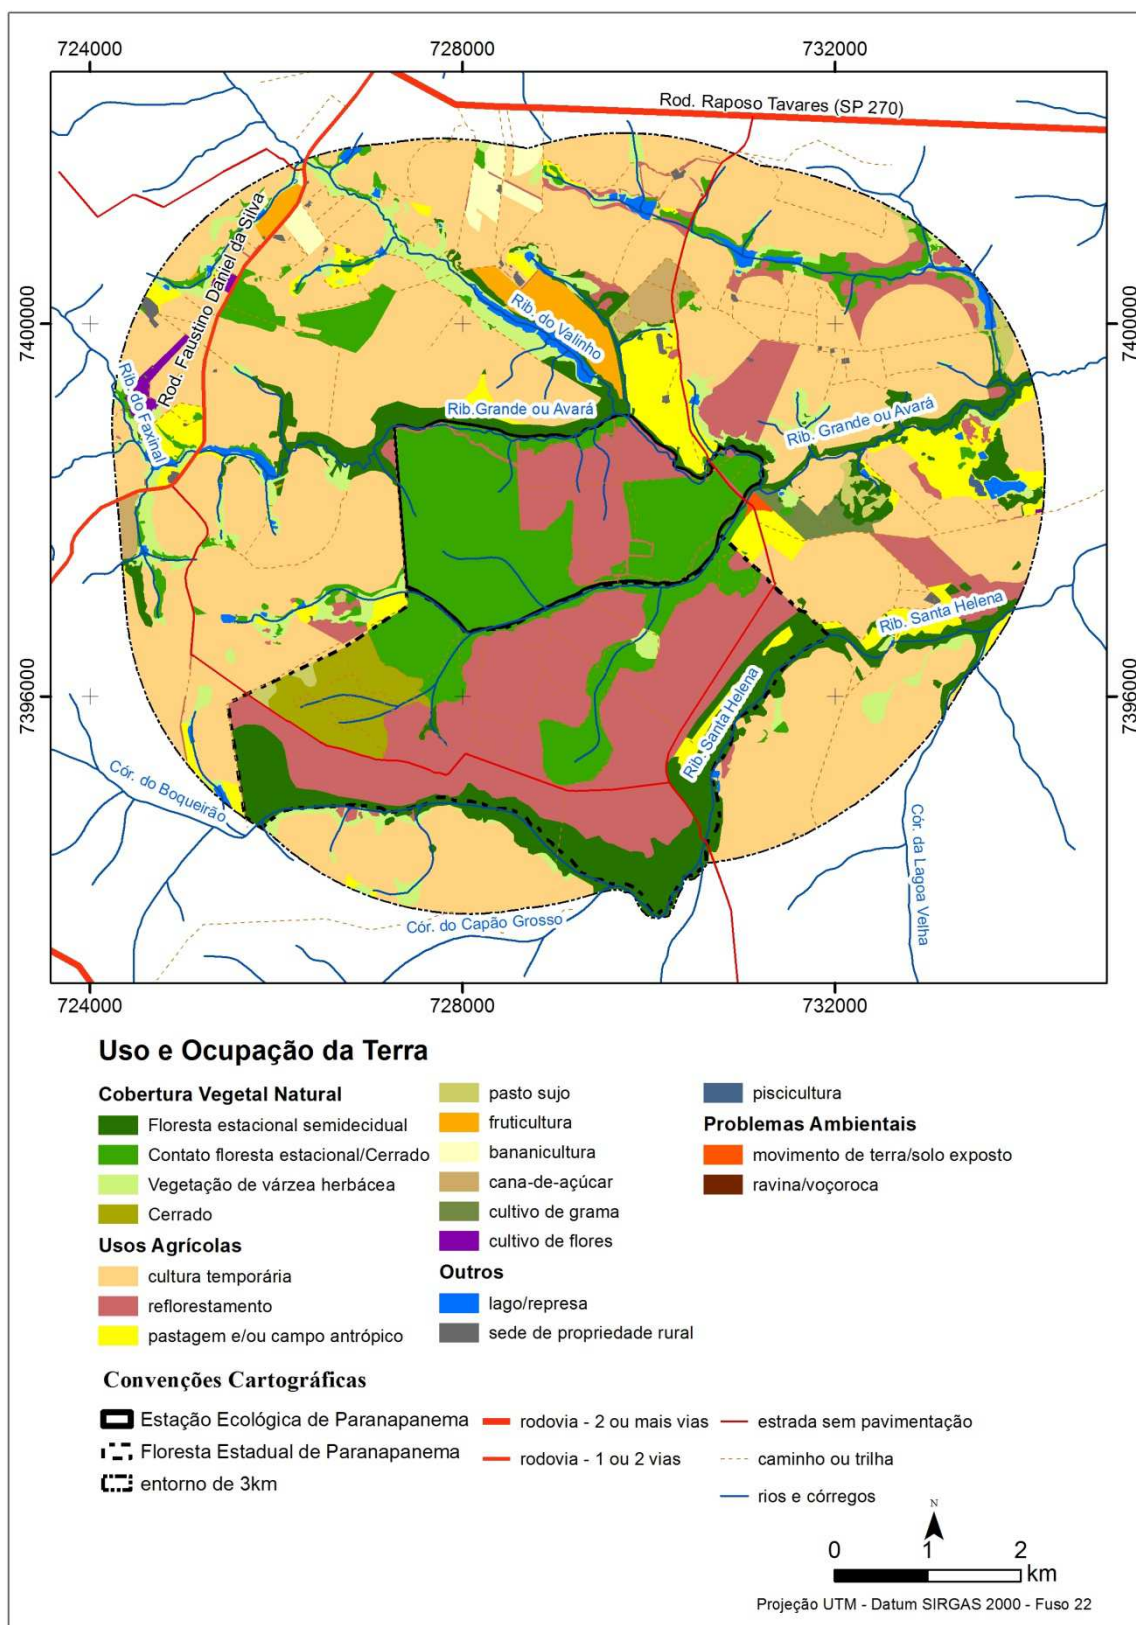 724000 728000 732000
Rod. Raposo Tavares (SP 270)
Rod. Faustino Daniel da Silva
7400000 7400000
Rib. do Valinho
Rib. do Faxinal
Rib.Grande ou Avará
Rib. Grande ou Avará
Rib. Santa Helena
7396000 7396000
Rib. Santa Helena
Cór. do Boqueirão
Cór. da Lagoa Velha
Cór. do Capão Grosso
724000 728000 732000
Uso e Ocupação da Terra
Cobertura Vegetal Natural
Floresta estacional semidecidual
Contato floresta estacional/Cerrado
Vegetação de várzea herbácea
Cerrado
Usos Agrícolas
cultura temporária
reflorestamento
pastagem e/ou campo antrópico
pasto sujo
fruticultura
bananicultura
cana-de-açúcar
cultivo de grama
cultivo de flores
Outros
lago/represa
sede de propriedade rural
piscicultura
Problemas Ambientais
movimento de terra/solo exposto
ravina/voçoroca
Convenções Cartográficas
Estação Ecológica de Paranapanema
Floresta Estadual de Paranapanema
entorno de 3km
rodovia - 2 ou mais vias
rodovia - 1 ou 2 vias
estrada sem pavimentação
caminho ou trilha
rios e córregos
N
0 1 2
km
Projeção UTM - Datum SIRGAS 2000 - Fuso 22